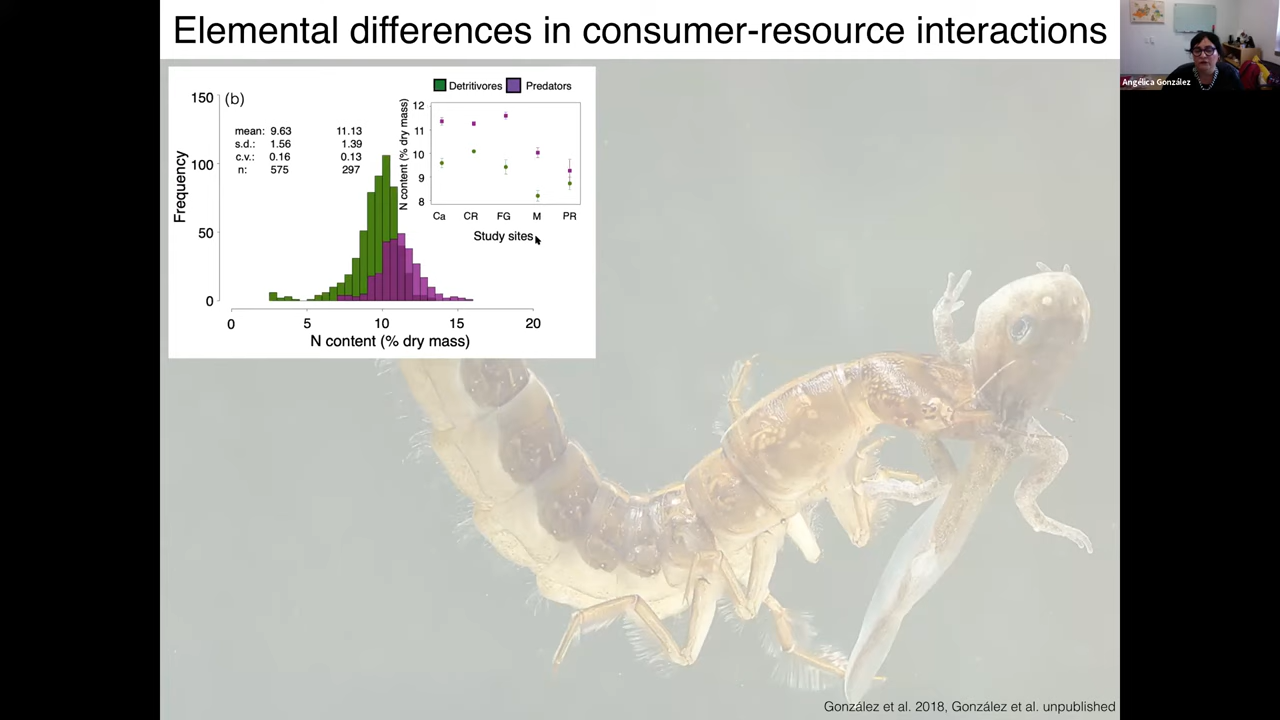 Elemental differences in consumer-resource interactions
Angélica González
Detritivores Predators
(b)
150
100
50
0
Frequency
mean: 9.63 11.13
s.d.: 1.56 1.39
c.v.: 0.16 0.13
n: 575 297
N content (% dry mass)
12
11
10
9
8
Ca CR FG M PR
Study sites
0 5 10 15 20
N content (% dry mass)
González et al. 2018, González et al. unpublished